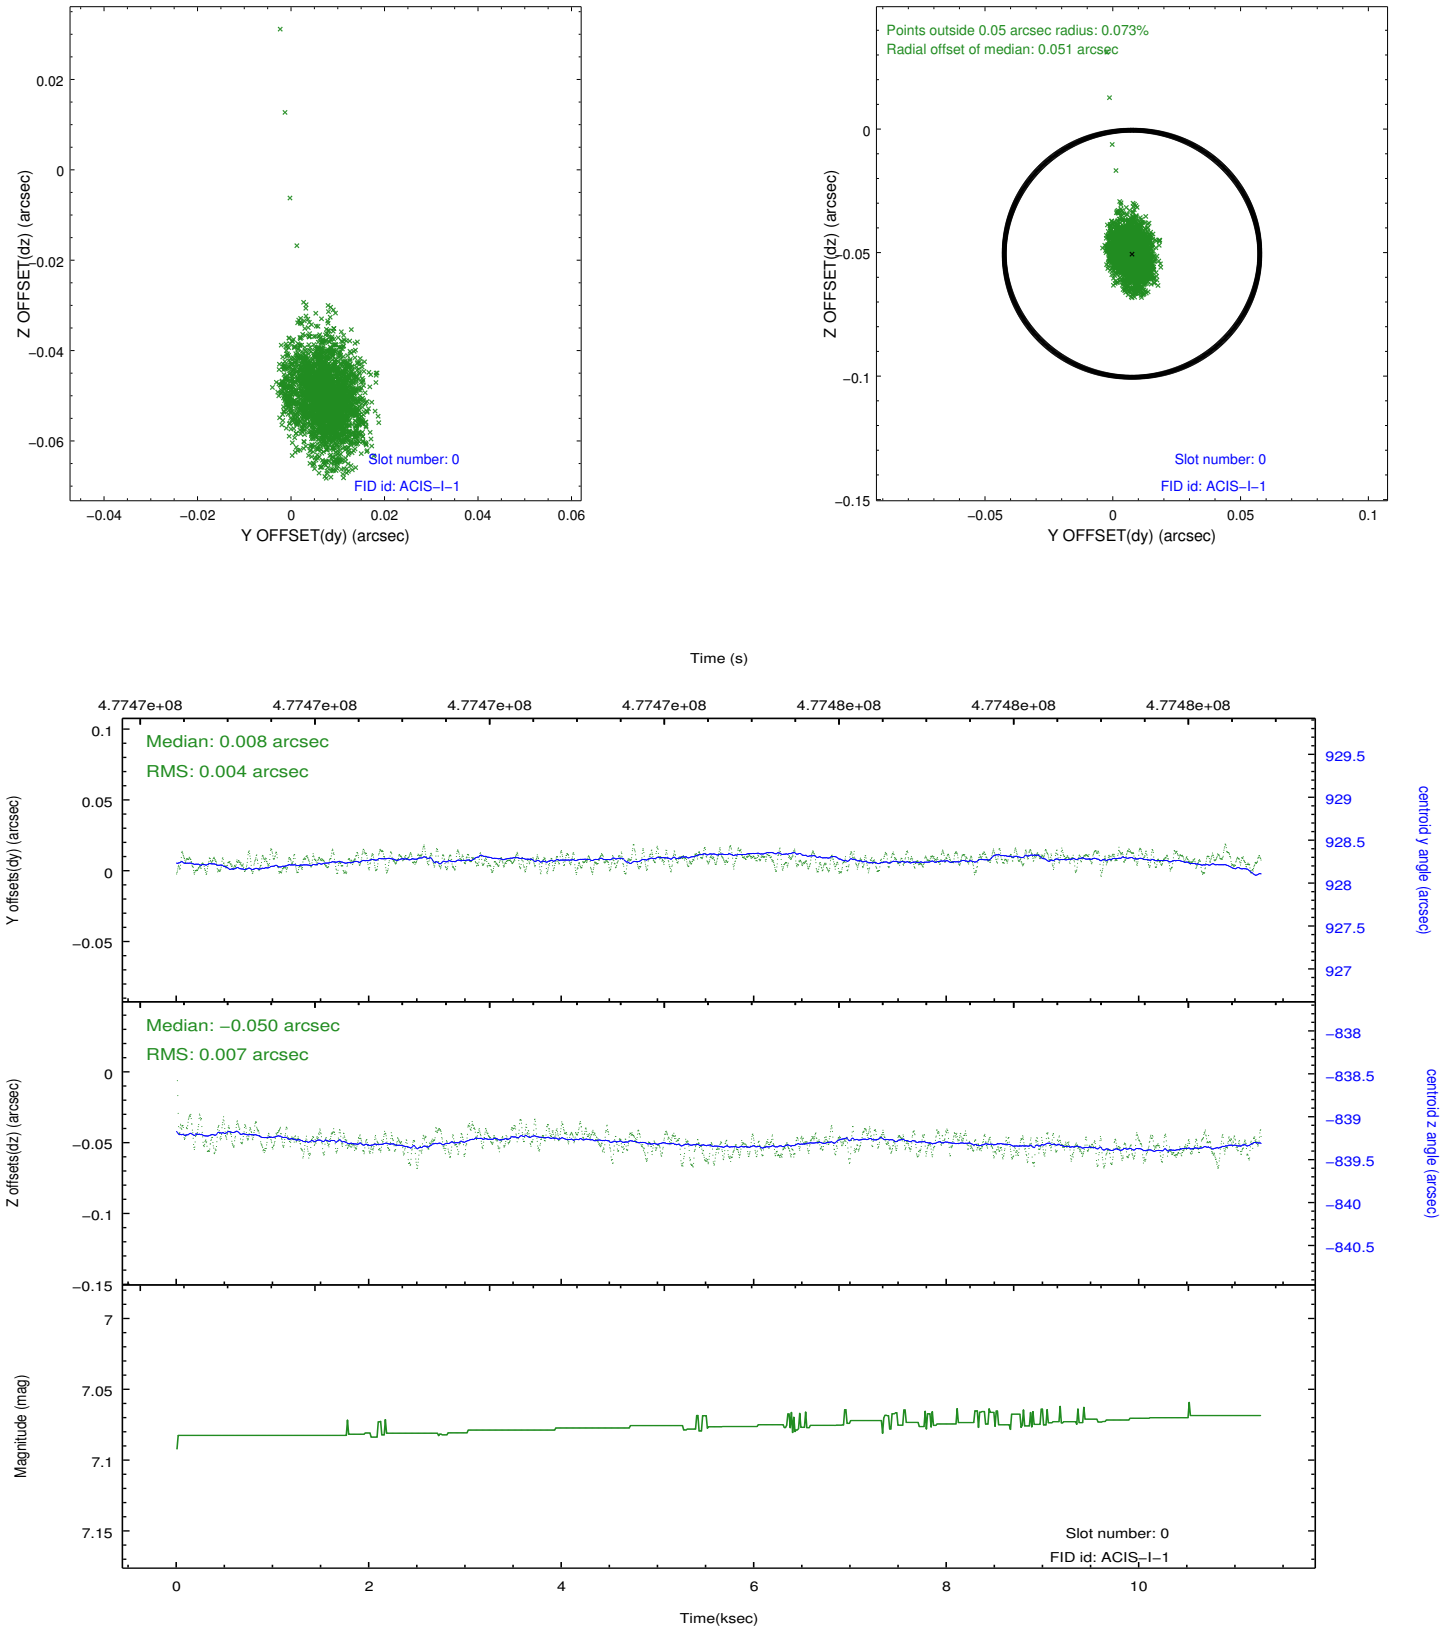 0.02
0
−0.02
−0.04
−0.06
Z OFFSET(dz) (arcsec)
Slot number: 0
FID id: ACIS−I−1
−0.04 −0.02 0 0.02 0.04 0.06
Y OFFSET(dy) (arcsec)
Points outside 0.05 arcsec radius: 0.073%
Radial offset of median: 0.051 arcsec
0
−0.05
−0.1
−0.15
Z OFFSET(dz) (arcsec)
Slot number: 0
FID id: ACIS−I−1
−0.05 0 0.05 0.1
Y OFFSET(dy) (arcsec)
Time (s)
4.7747e+08 4.7747e+08 4.7747e+08 4.7747e+08 4.7748e+08 4.7748e+08 4.7748e+08
Median: 0.008 arcsec
RMS: 0.004 arcsec
0.1
0.05
0
−0.05
Y offsets(dy) (arcsec)
929.5
929
928.5
928
927.5
927
centroid y angle (arcsec)
Median: −0.050 arcsec
RMS: 0.007 arcsec
0
−0.05
−0.1
−0.15
Z offsets(dz) (arcsec)
−838
−838.5
−839
−839.5
−840
−840.5
centroid z angle (arcsec)
7
7.05
7.1
7.15
Magnitude (mag)
Slot number: 0
FID id: ACIS−I−1
0 2 4 6 8 10
Time(ksec)